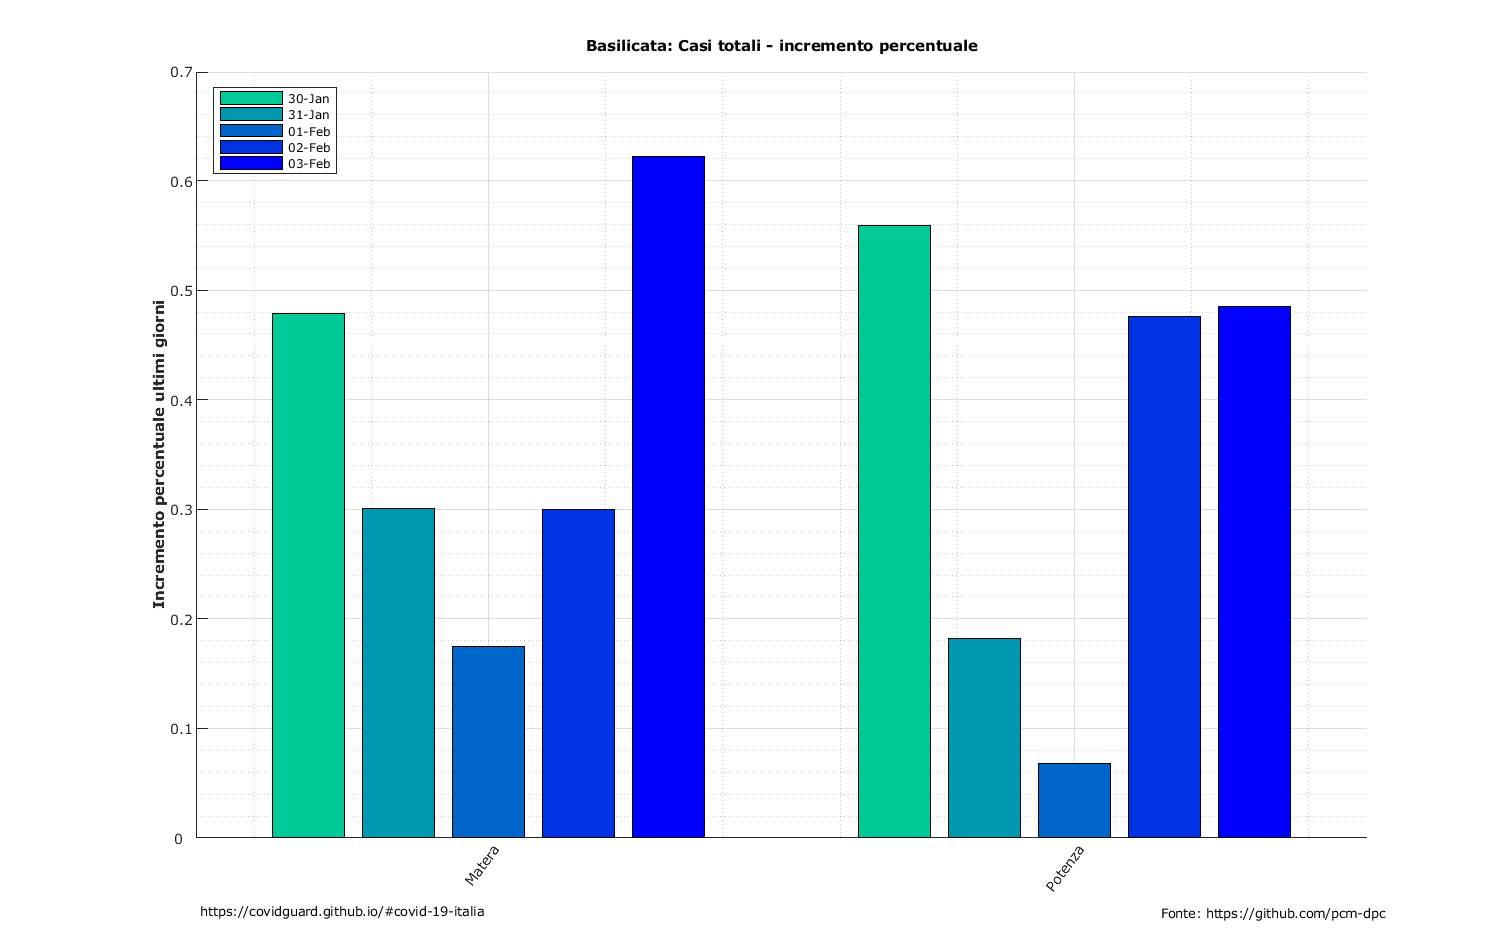 Basilicata: Casi totali - incremento percentuale
0.7
30-Jan
31-Jan
01-Feb
02-Feb
03-Feb
0.6
0.5
0.4
0.3
0.2
0.1
0
Incremento percentuale ultimi giorni
Matera
Potenza
https://covidguard.github.io/#covid-19-italia
Fonte: https://github.com/pcm-dpc